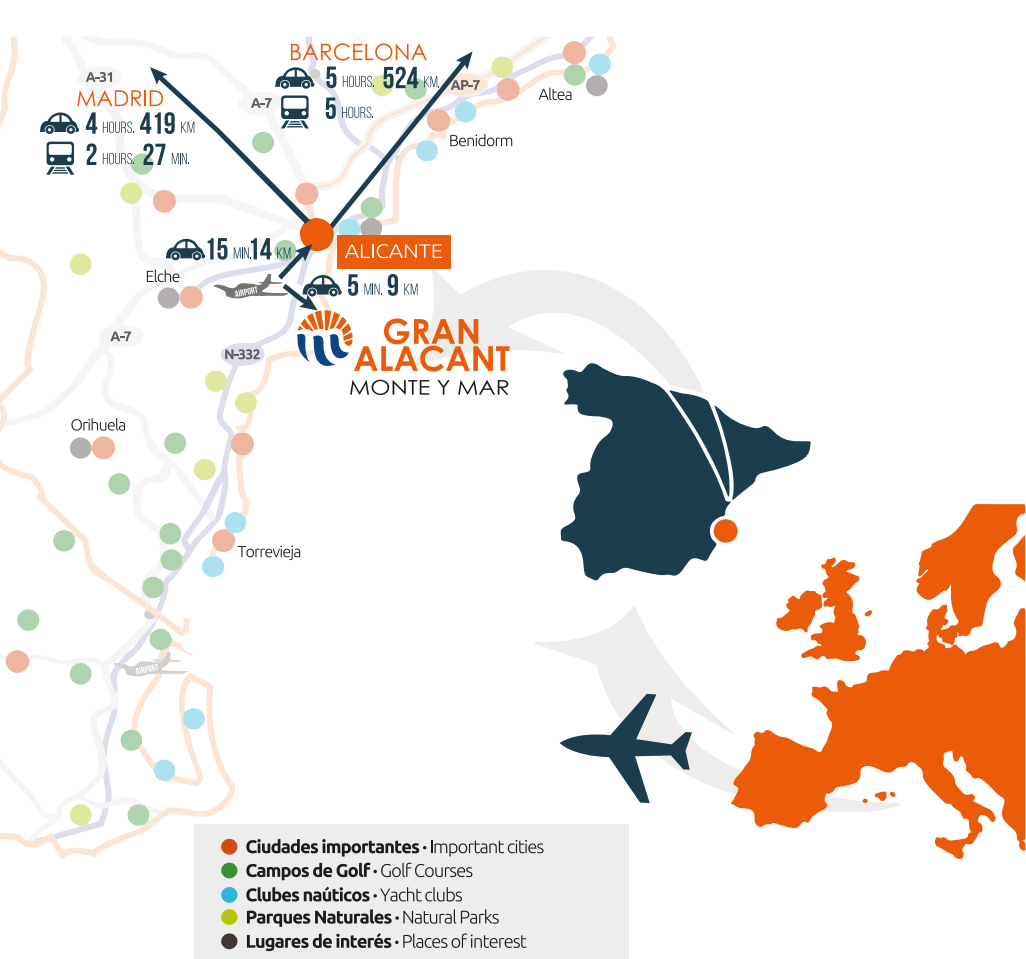 BARCELONA
5 HOURS. 524 KM.
5 HOURS.
A-31
MADRID
4 HOURS. 419 KM
2 HOURS. 27 MIN.
A-7
AP-7
Altea
Benidorm
15 MIN. 14 KM
ALICANTE
Elche
AIRPORT
5 MIN. 9 KM
A-7
N-332
GRAN
ALACANT
MONTE Y MAR
Orihuela
Torrevieja
AIRPORT
Ciudades importantes · Important cities
Campos de Golf · Golf Courses
Clubes naúticos · Yacht clubs
Parques Naturales · Natural Parks
Lugares de interés · Places of interest